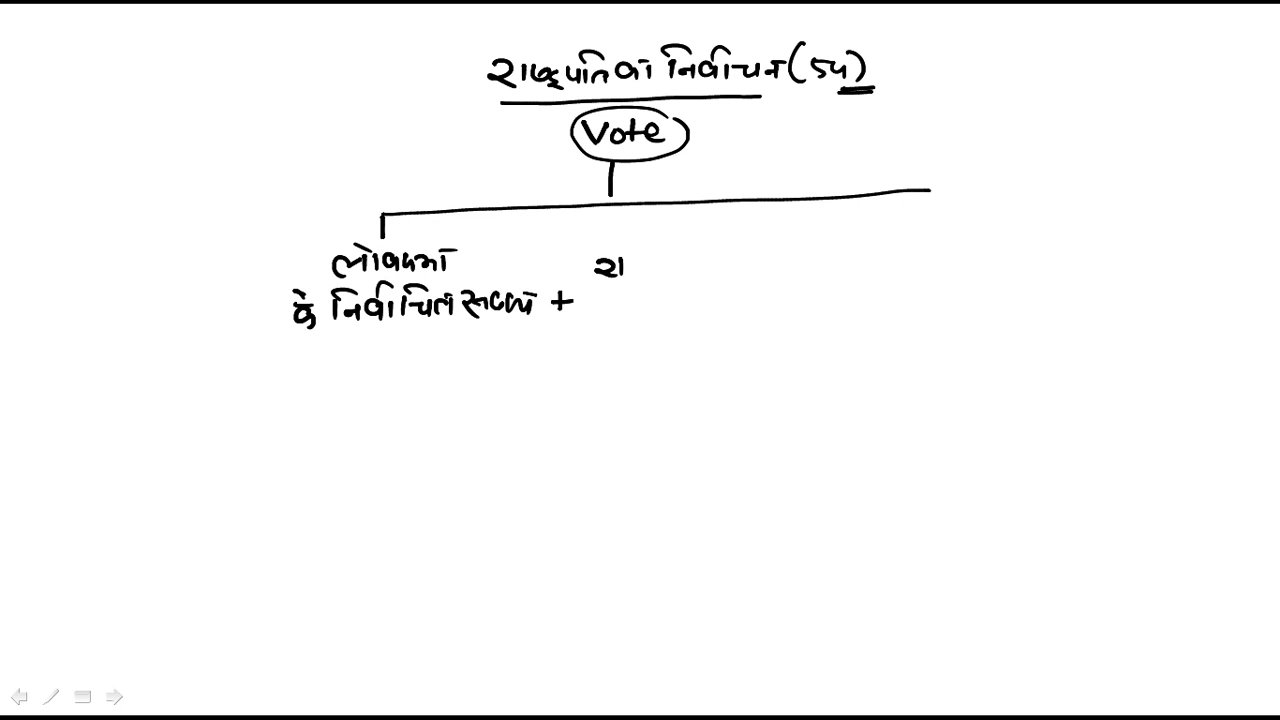 राष्ट्रपति का निर्वाचन (54)
Vote
लोकसभा रा
के निर्वाचित सदस्य +